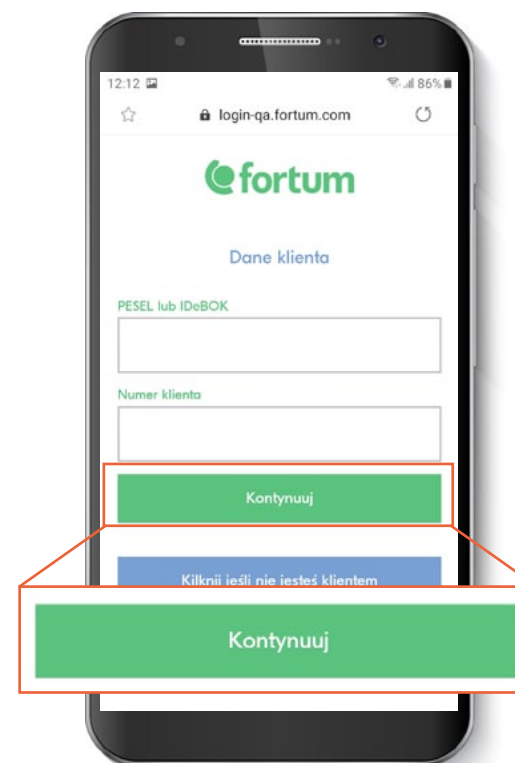 12:12 86%
login-qa.fortum.com
fortum
Dane klienta
PESEL lub IDeBOK
Numer klienta
Kontynuuj
Kilknij jeśli nie jesteś klientem
Kontynuuj